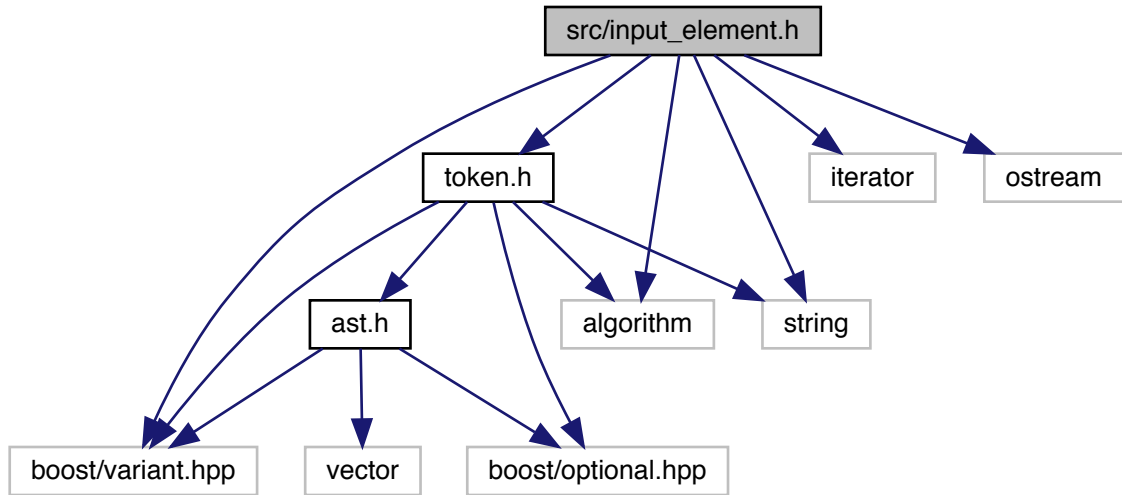 src/input_element.h
token.h
iterator
ostream
ast.h
algorithm
string
boost/variant.hpp
vector
boost/optional.hpp